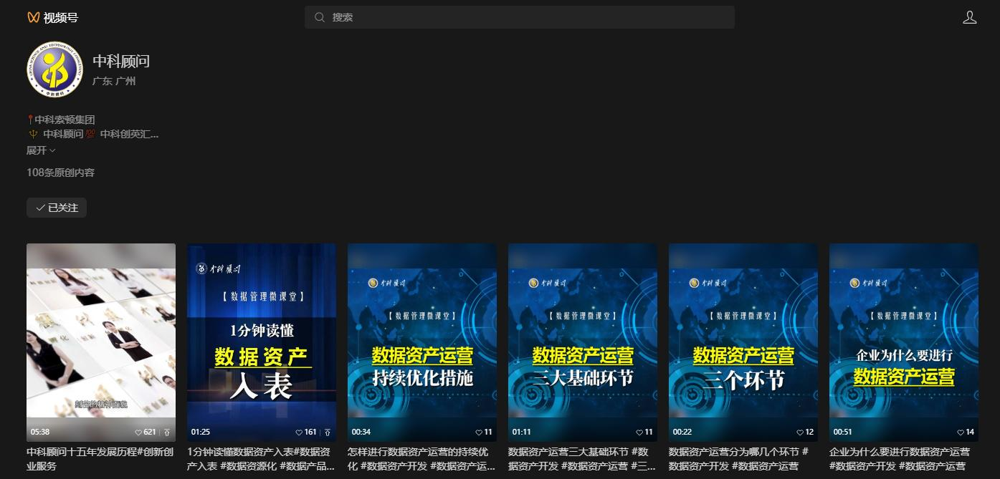 视频号
搜索
中科顾问
广东 广州
中科索顿集团
中科顾问💯 中科创英汇...
展开
108条原创内容
已关注
05:38
621
中科顾问十五年发展历程#创新创
业服务
中科顾问
【数据管理微课堂】
1分钟读懂
数据资产
入表
01:25
161
1分钟读懂数据资产入表#数据资
产入表 #数据资源化 #数据产品...
中科顾问
【数据管理微课堂】
数据资产运营
持续优化措施
00:34
11
怎样进行数据资产运营的持续优
化 #数据资产开发 #数据资产运...
中科顾问
【数据管理微课堂】
数据资产运营
三大基础环节
01:11
11
数据资产运营三大基础环节 #数
据资产开发 #数据资产运营 #三...
中科顾问
【数据管理微课堂】
数据资产运营
三个环节
00:22
12
数据资产运营分为哪几个环节 #
数据资产开发 #数据资产运营
中科顾问
【数据管理微课堂】
企业为什么要进行
数据资产运营
00:51
14
企业为什么要进行数据资产运营
#数据资产开发 #数据资产运营